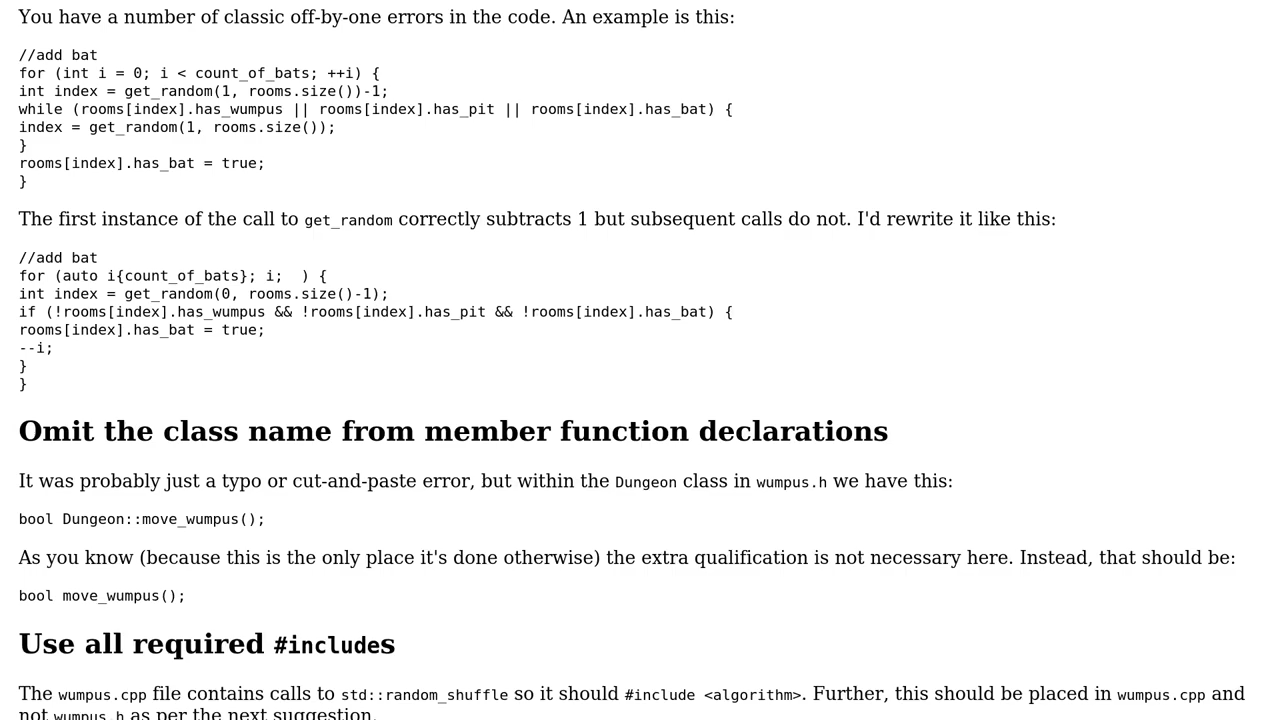 You have a number of classic off-by-one errors in the code. An example is this:
//add bat
for (int i = 0; i < count_of_bats; ++i) {
int index = get_random(1, rooms.size())-1;
while (rooms[index].has_wumpus || rooms[index].has_pit || rooms[index].has_bat) {
index = get_random(1, rooms.size());
}
rooms[index].has_bat = true;
}
The first instance of the call to get_random correctly subtracts 1 but subsequent calls do not. I'd rewrite it like this:
//add bat
for (auto i{count_of_bats}; i;  ) {
int index = get_random(0, rooms.size()-1);
if (!rooms[index].has_wumpus && !rooms[index].has_pit && !rooms[index].has_bat) {
rooms[index].has_bat = true;
--i;
}
}
Omit the class name from member function declarations
It was probably just a typo or cut-and-paste error, but within the Dungeon class in wumpus.h we have this:
bool Dungeon::move_wumpus();
As you know (because this is the only place it's done otherwise) the extra qualification is not necessary here. Instead, that should be:
bool move_wumpus();
Use all required #includes
The wumpus.cpp file contains calls to std::random_shuffle so it should #include <algorithm>. Further, this should be placed in wumpus.cpp and
not wumpus.h as per the next suggestion.